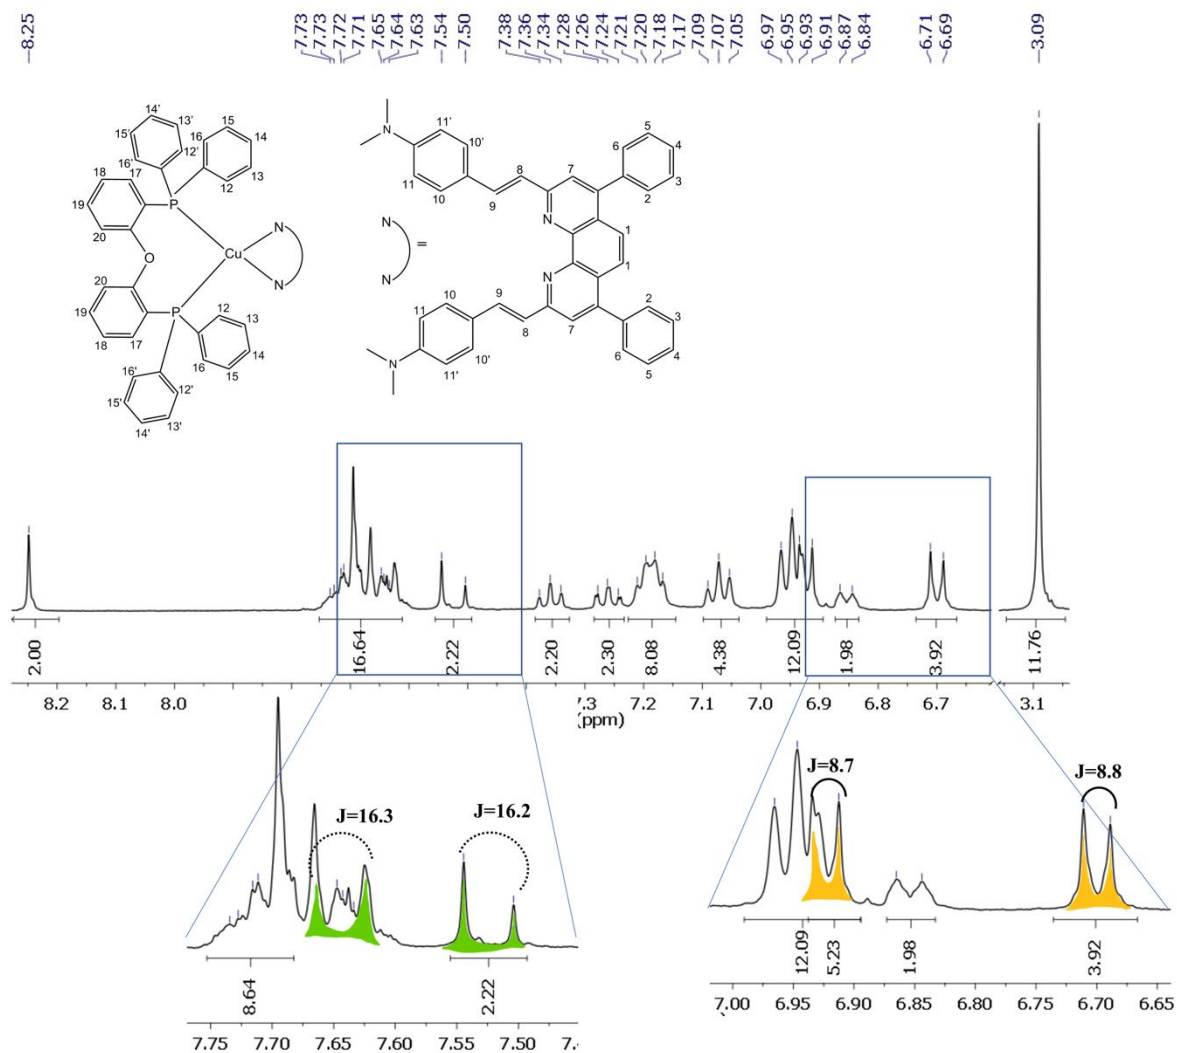 8.25 7.73 7.73 7.72 7.71 7.65 7.64 7.63 7.54 7.50 7.38 7.36 7.34 7.28 7.26 7.24 7.21 7.20 7.18 7.17 7.09 7.07 7.05 6.97 6.95 6.93 6.91 6.87 6.84 6.71 6.69 3.09
14' 13' 15 15' 16 14 12' 16' 13 12 18 17 19 P 20 O Cu N N 20 P 19 18 17 12 13 16 14 15 16' 12' 15' 13' 14'
N 11' 10' 11 10 9 8 7 6 5 4 3 2 N 1 1 N 7 8 9 10 11 10' 11' N 2 3 4 5 6
N
=
N
2.00 16.64 2.22 2.20 2.30 8.08 4.38 12.09 1.98 3.92 11.76
8.2 8.1 8.0 7.3 7.2 7.1 7.0 6.9 6.8 6.7 3.1
(ppm)
J=16.3 J=16.2
8.64 2.22
7.75 7.70 7.65 7.60 7.55 7.50
J=8.7 J=8.8
12.09 5.23 1.98 3.92
7.00 6.95 6.90 6.85 6.80 6.75 6.70 6.65